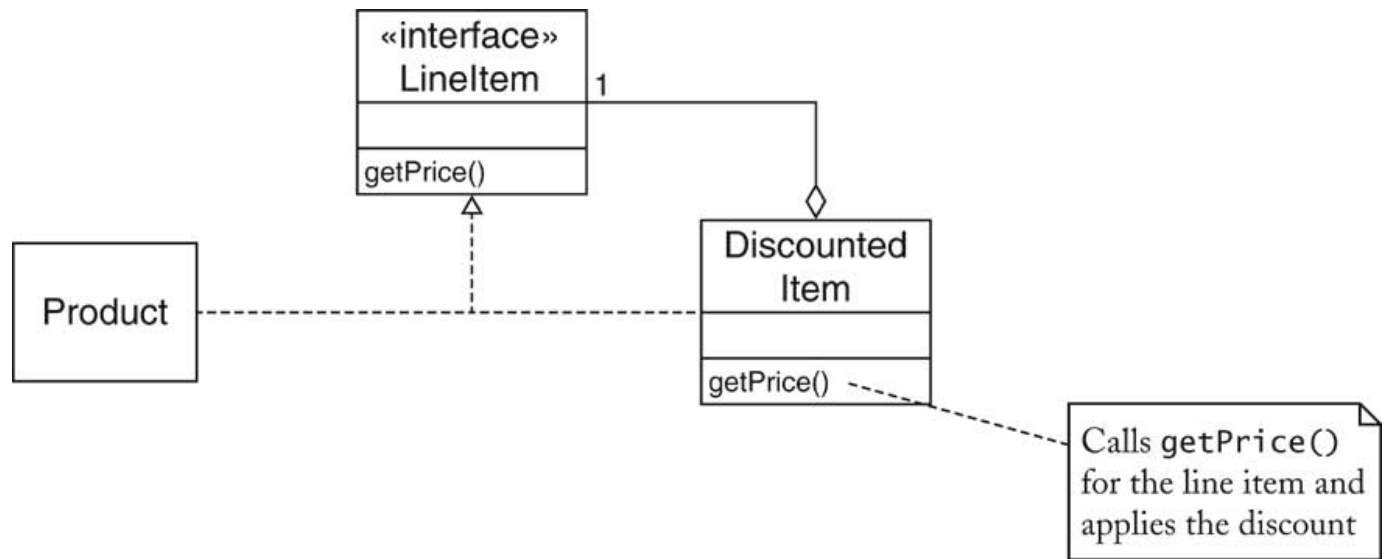 «interface»
LineItem
1
getPrice()
Product
Discounted
Item
getPrice()
Calls getPrice()
for the line item and
applies the discount